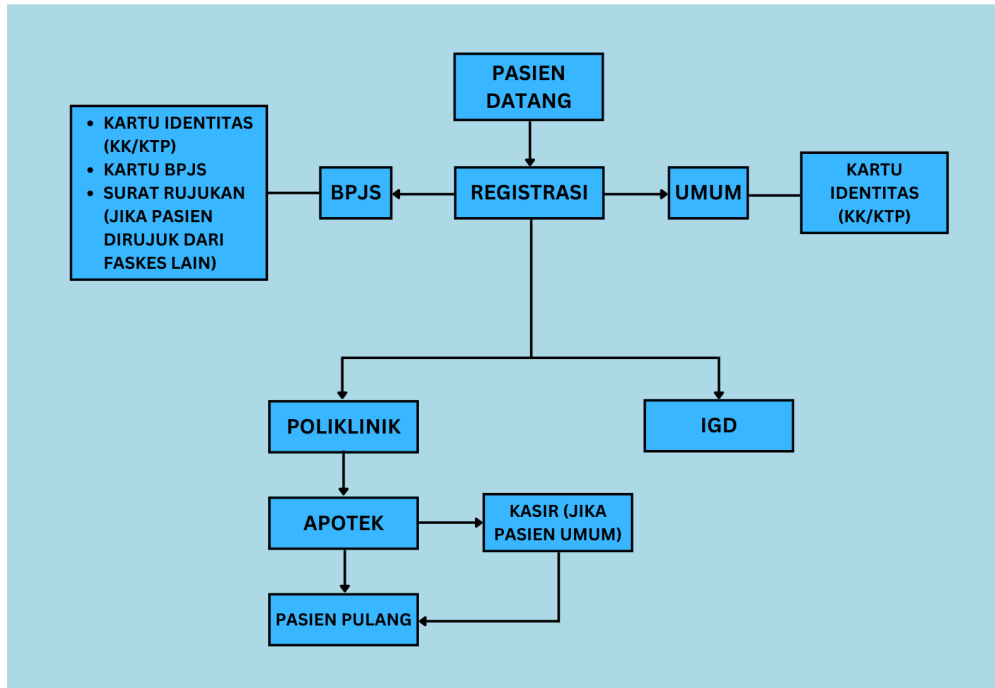 PASIEN
DATANG
• KARTU IDENTITAS
(KK/KTP)
• KARTU BPJS
• SURAT RUJUKAN
(JIKA PASIEN
DIRUJUK DARI
FASKES LAIN)
BPJS
REGISTRASI
UMUM
KARTU
IDENTITAS
(KK/KTP)
POLIKLINIK
IGD
APOTEK
KASIR (JIKA
PASIEN UMUM)
PASIEN PULANG